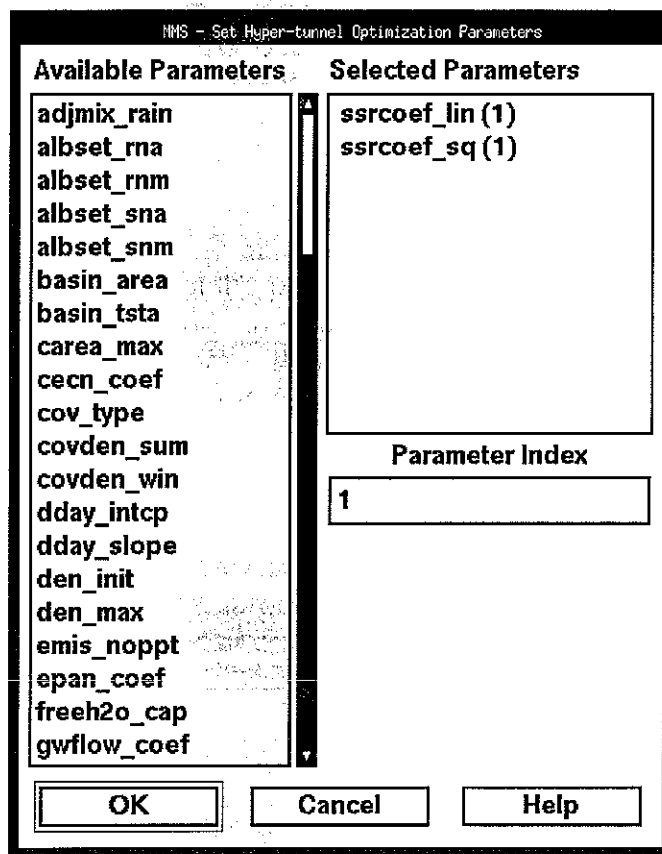 MMS - Set Hyper-tunnel Optimization Parameters
Available Parameters
adjmix_rain
albset_rna
albset_rnm
albset_sna
albset_snm
basin_area
basin_tsta
carea_max
cecn_coef
cov_type
covden_sum
covden_win
dday_intcp
dday_slope
den_init
den_max
emis_noppt
epan_coef
freeh2o_cap
gwflow_coef
Selected Parameters
ssrcoef_lin (1)
ssrcoef_sq (1)
Parameter Index
1
OK
Cancel
Help